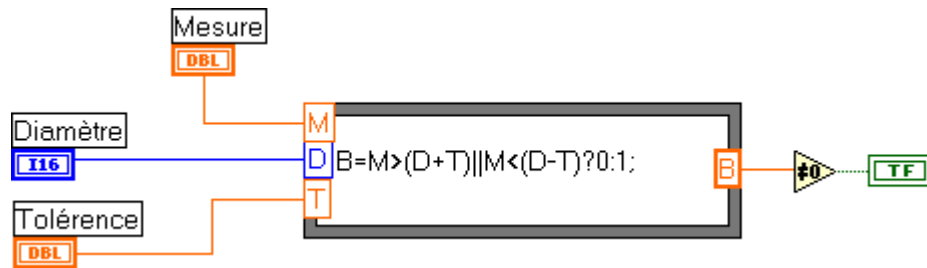 Mesure
DBL
Diamètre
I16
Tolérence
DBL
M
D
T
B=M>(D+T)||M<(D-T)?0:1;
B
≠0
TF